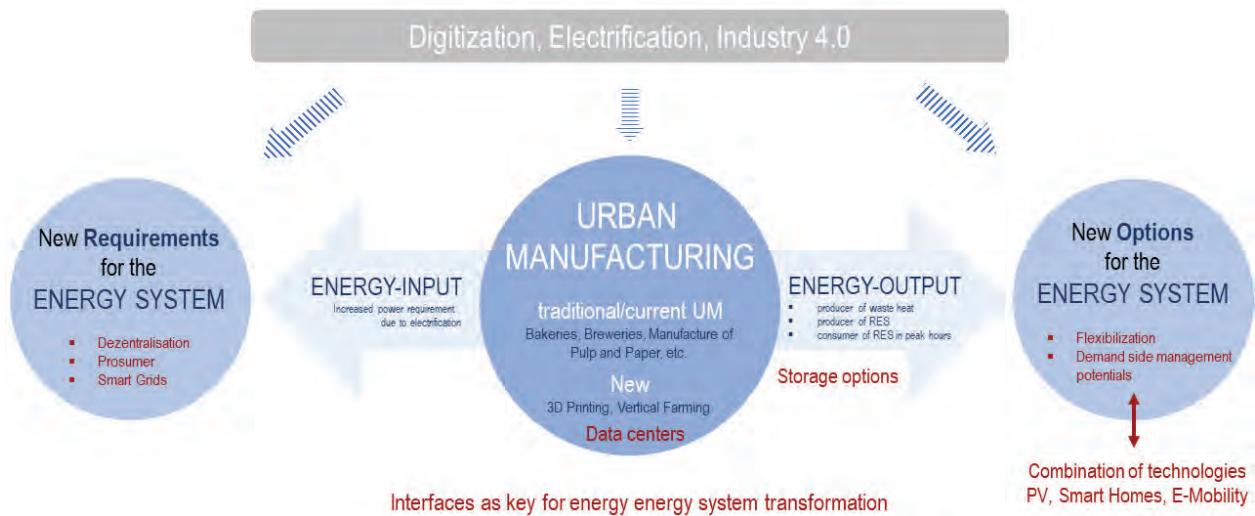 Digitization, Electrification, Industry 4.0
New Requirements
for the
ENERGY SYSTEM
▪ Dezentralisation
▪ Prosumer
▪ Smart Grids
ENERGY-INPUT
Increased power requirement
due to electrification
URBAN
MANUFACTURING
traditional/current UM
Bakeries, Breweries, Manufacture of
Pulp and Paper, etc.
New
3D Printing, Vertical Farming
Data centers
ENERGY-OUTPUT
▪ producer of waste heat
▪ producer of RES
▪ consumer of RES in peak hours
Storage options
New Options
for the
ENERGY SYSTEM
▪ Flexibilization
▪ Demand side management
potentials
Combination of technologies
PV, Smart Homes, E-Mobility
Interfaces as key for energy energy system transformation